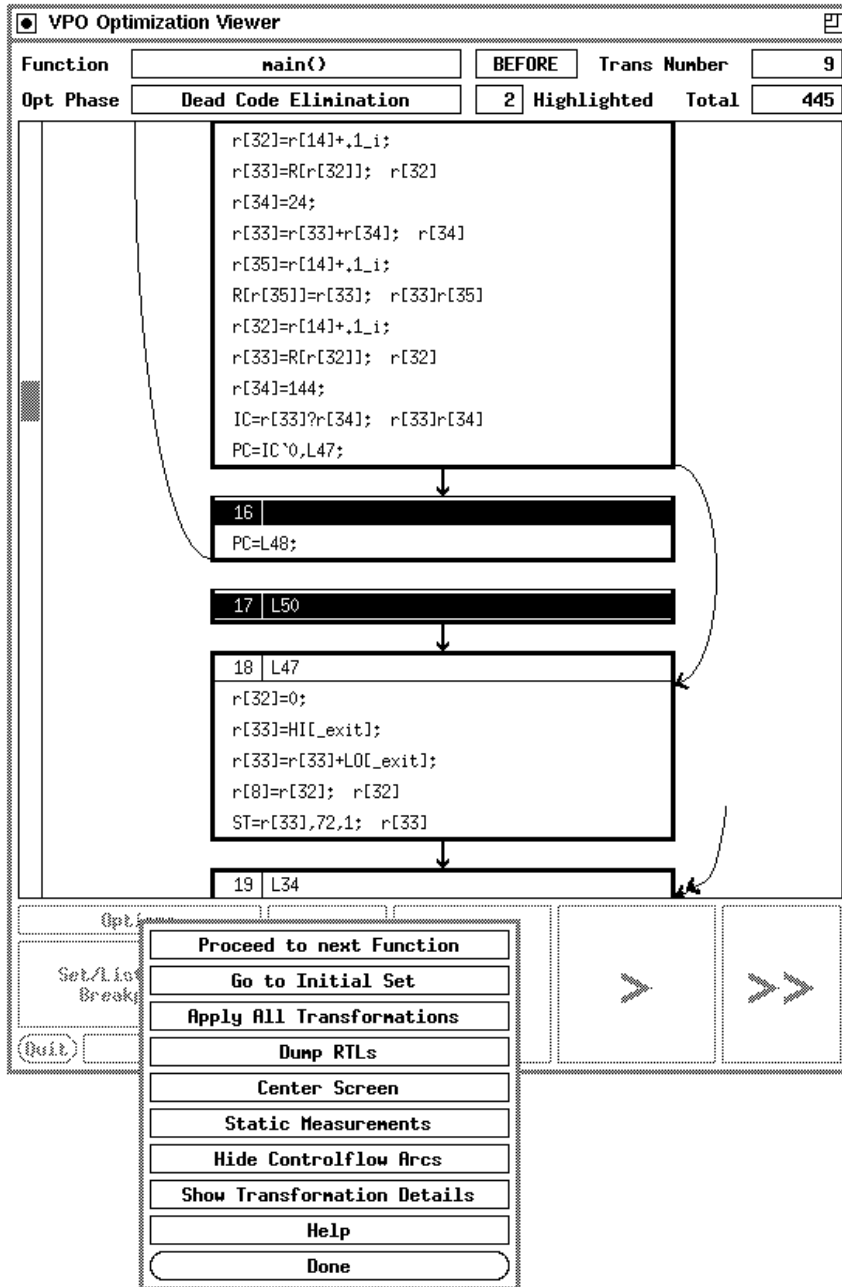 VPO Optimization Viewer
Function main() BEFORE Trans Number 9
Opt Phase Dead Code Elimination 2 Highlighted Total 445
r[32]=r[14]+.1_i;
r[33]=R[r[32]]; r[32]
r[34]=24;
r[33]=r[33]+r[34]; r[34]
r[35]=r[14]+.1_i;
R[r[35]]=r[33]; r[33]r[35]
r[32]=r[14]+.1_i;
r[33]=R[r[32]]; r[32]
r[34]=144;
IC=r[33]?r[34]; r[33]r[34]
PC=IC`0,L47;
16
PC=L48;
17 L50
18 L47
r[32]=0;
r[33]=HI[_exit];
r[33]=r[33]+LO[_exit];
r[8]=r[32]; r[32]
ST=r[33],72,1; r[33]
19 L34
> >>
Quit
Proceed to next Function
Go to Initial Set
Apply All Transformations
Dump RTLs
Center Screen
Static Measurements
Hide Controlflow Arcs
Show Transformation Details
Help
Done